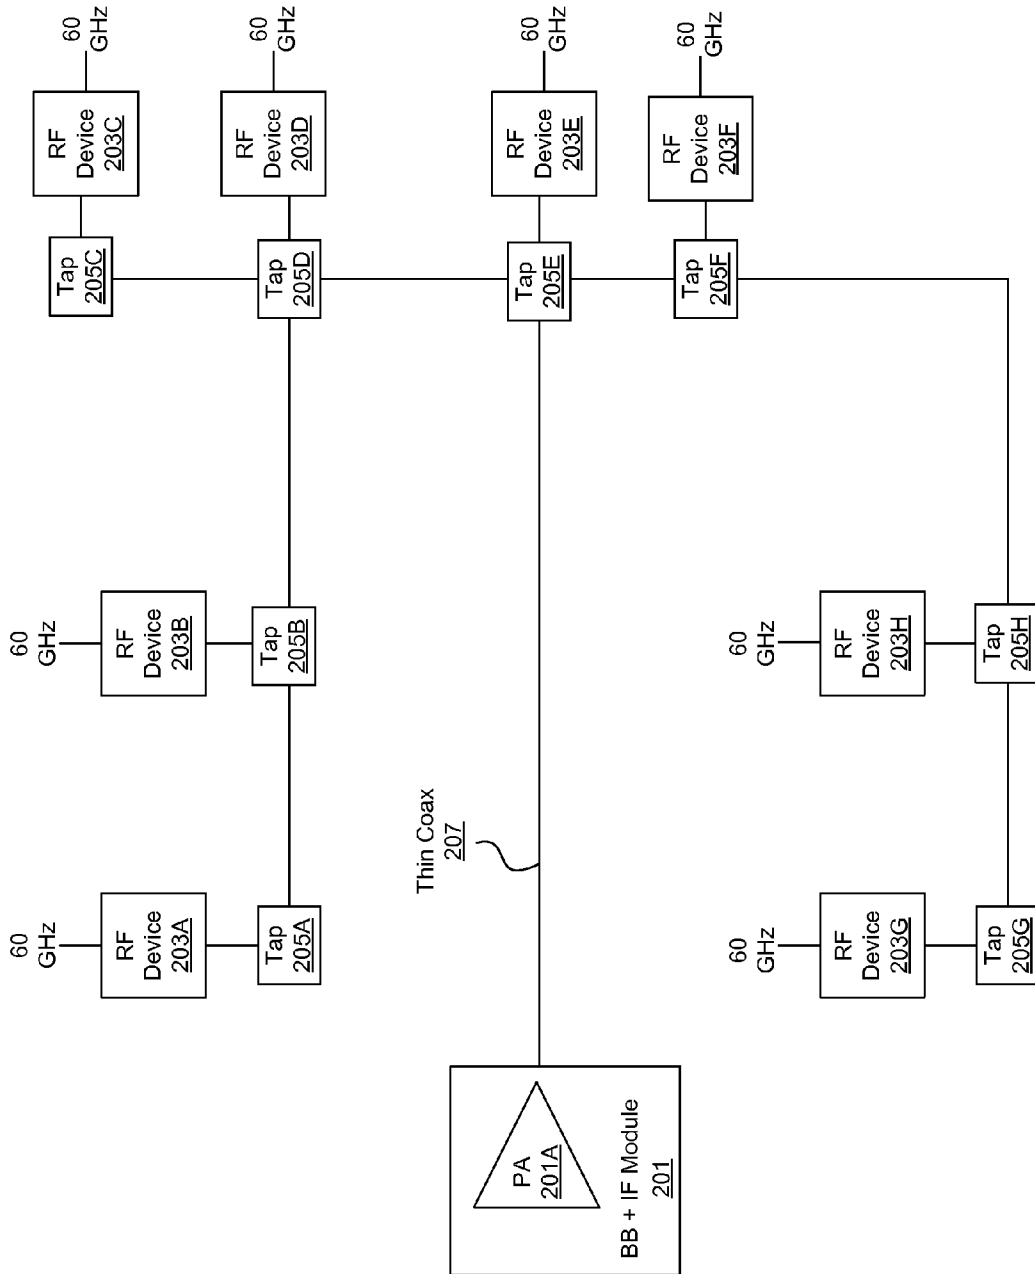 60
GHz
RF
Device
203C
Tap
205C
60
GHz
RF
Device
203D
Tap
205D
60
GHz
RF
Device
203E
Tap
205E
60
GHz
RF
Device
203F
Tap
205F
60
GHz
RF
Device
203B
Tap
205B
60
GHz
RF
Device
203H
Tap
205H
60
GHz
RF
Device
203A
Tap
205A
Thin Coax
207
60
GHz
RF
Device
203G
Tap
205G
PA
201A
BB + IF Module
201